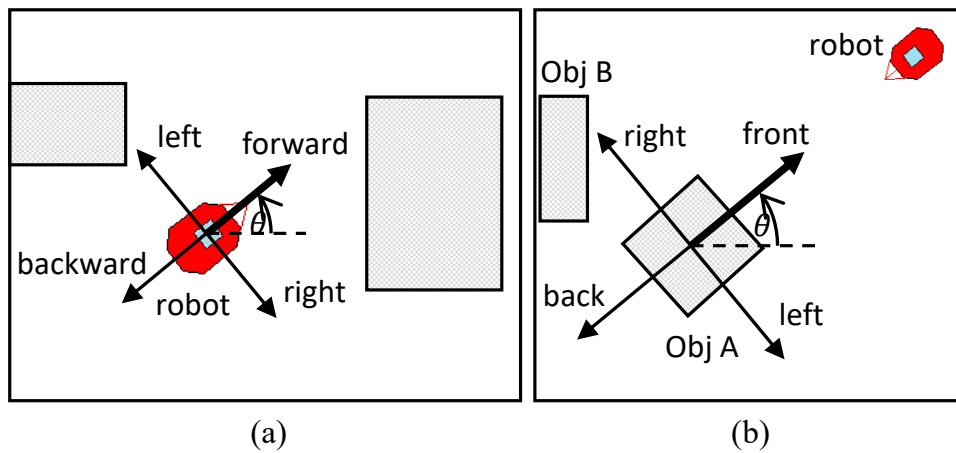 left
forward
θ
backward
robot
right
(a)
robot
Obj B
right
front
θ
back
left
Obj A
(b)